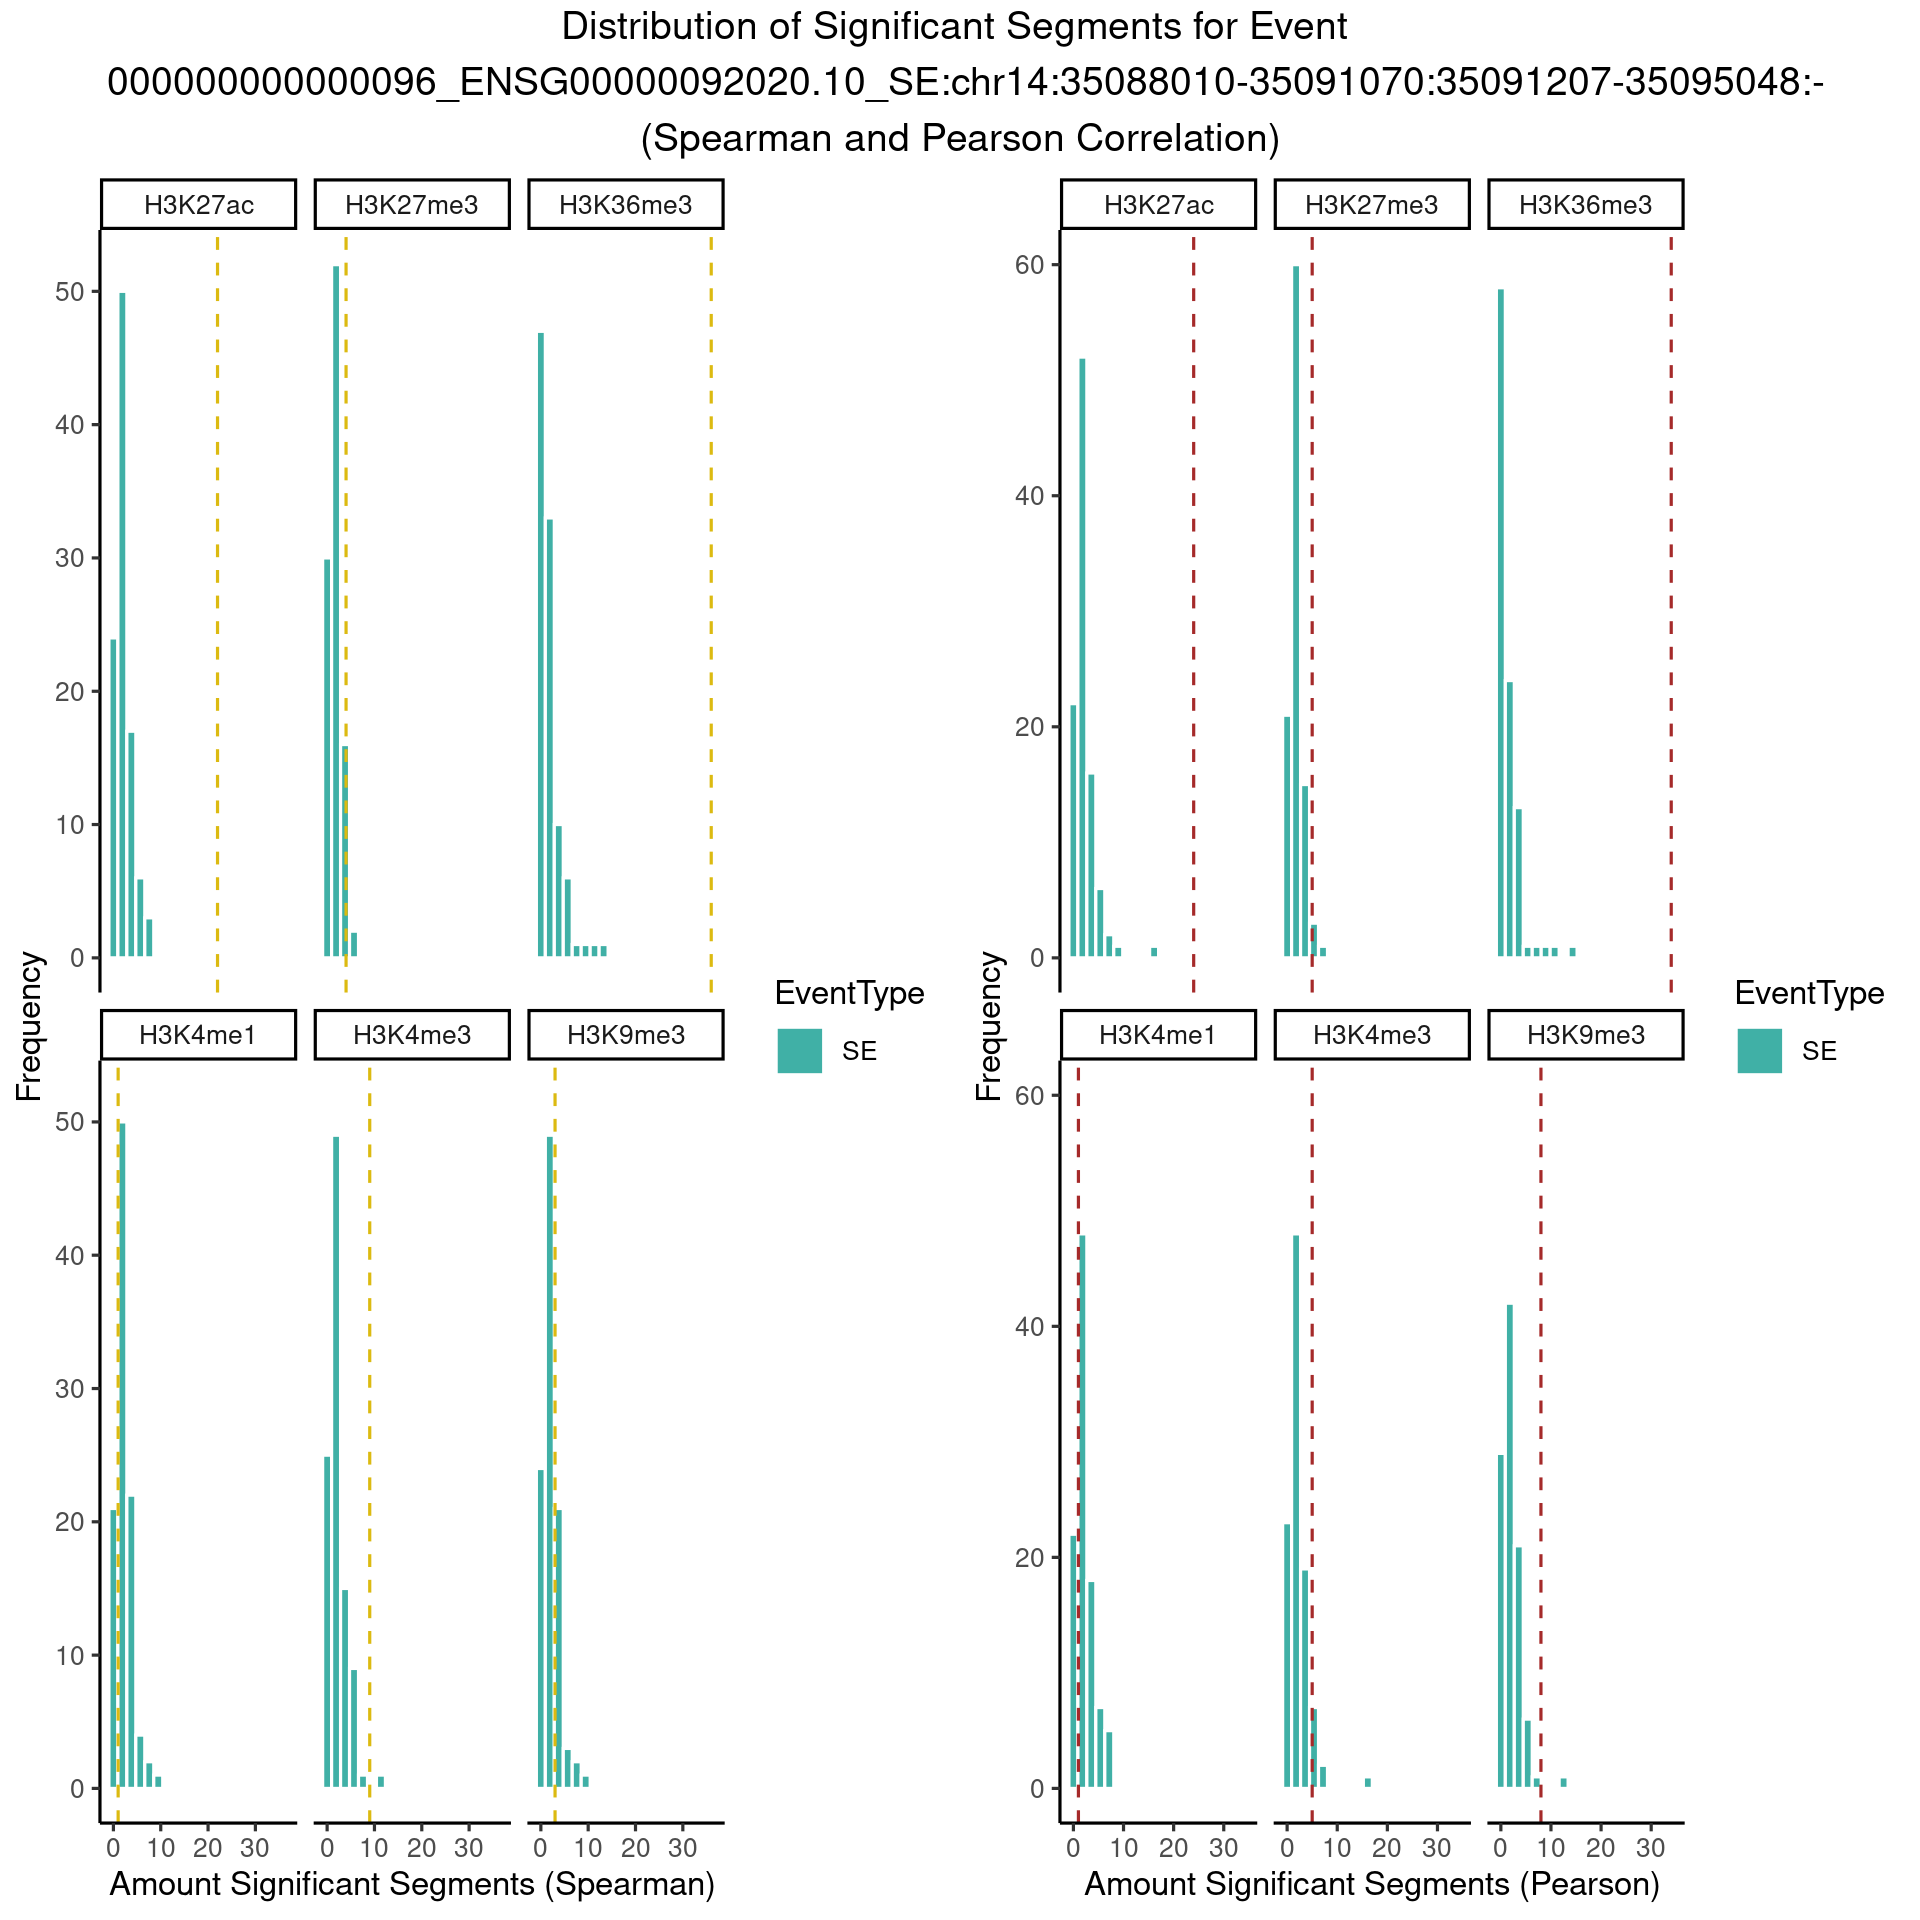 Distribution of Significant Segments for Event
000000000000096_ENSG00000092020.10_SE:chr14:35088010-35091070:35091207-35095048:-
(Spearman and Pearson Correlation)
H3K27ac H3K27me3 H3K36me3
50
40
30
20
10
0
H3K4me1 H3K4me3 H3K9me3
50
40
30
20
10
0
0 10 20 30 0 10 20 30 0 10 20 30
Frequency
Amount Significant Segments (Spearman)
EventType
SE
H3K27ac H3K27me3 H3K36me3
60
40
20
0
H3K4me1 H3K4me3 H3K9me3
60
40
20
0
0 10 20 30 0 10 20 30 0 10 20 30
Frequency
Amount Significant Segments (Pearson)
EventType
SE